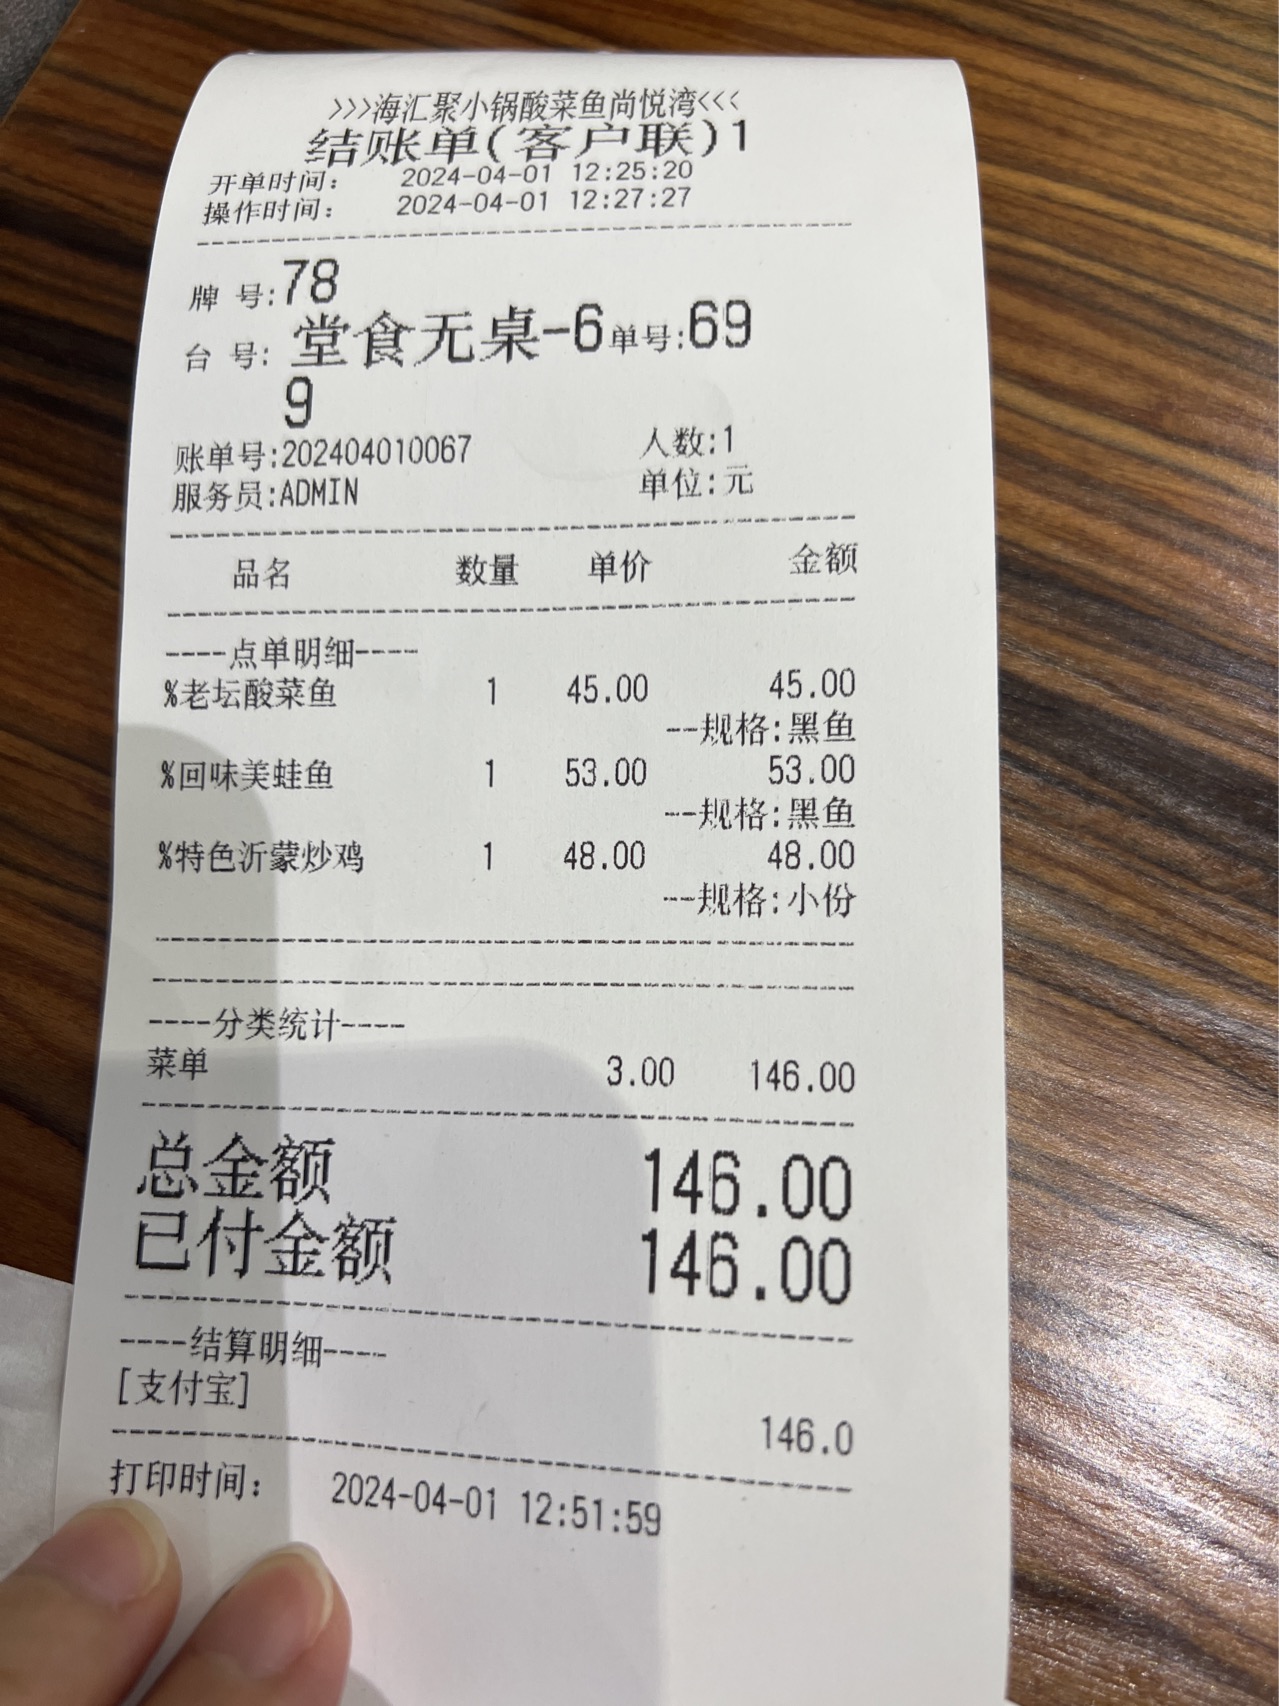 >>>海汇聚小锅酸菜鱼尚悦湾<<<
结账单(客户联)1
开单时间: 2024-04-01 12:25:20
操作时间: 2024-04-01 12:27:27
牌 号:78
台 号: 堂食无桌-6单号:69
9
账单号:202404010067 人数:1
服务员:ADMIN 单位:元
品名 数量 单价 金额
----点单明细----
%老坛酸菜鱼 1 45.00 45.00
--规格:黑鱼
%回味美蛙鱼 1 53.00 53.00
--规格:黑鱼
%特色沂蒙炒鸡 1 48.00 48.00
--规格:小份
----分类统计----
菜单 3.00 146.00
总金额 146.00
已付金额 146.00
----结算明细----
[支付宝]
146.0
打印时间: 2024-04-01 12:51:59